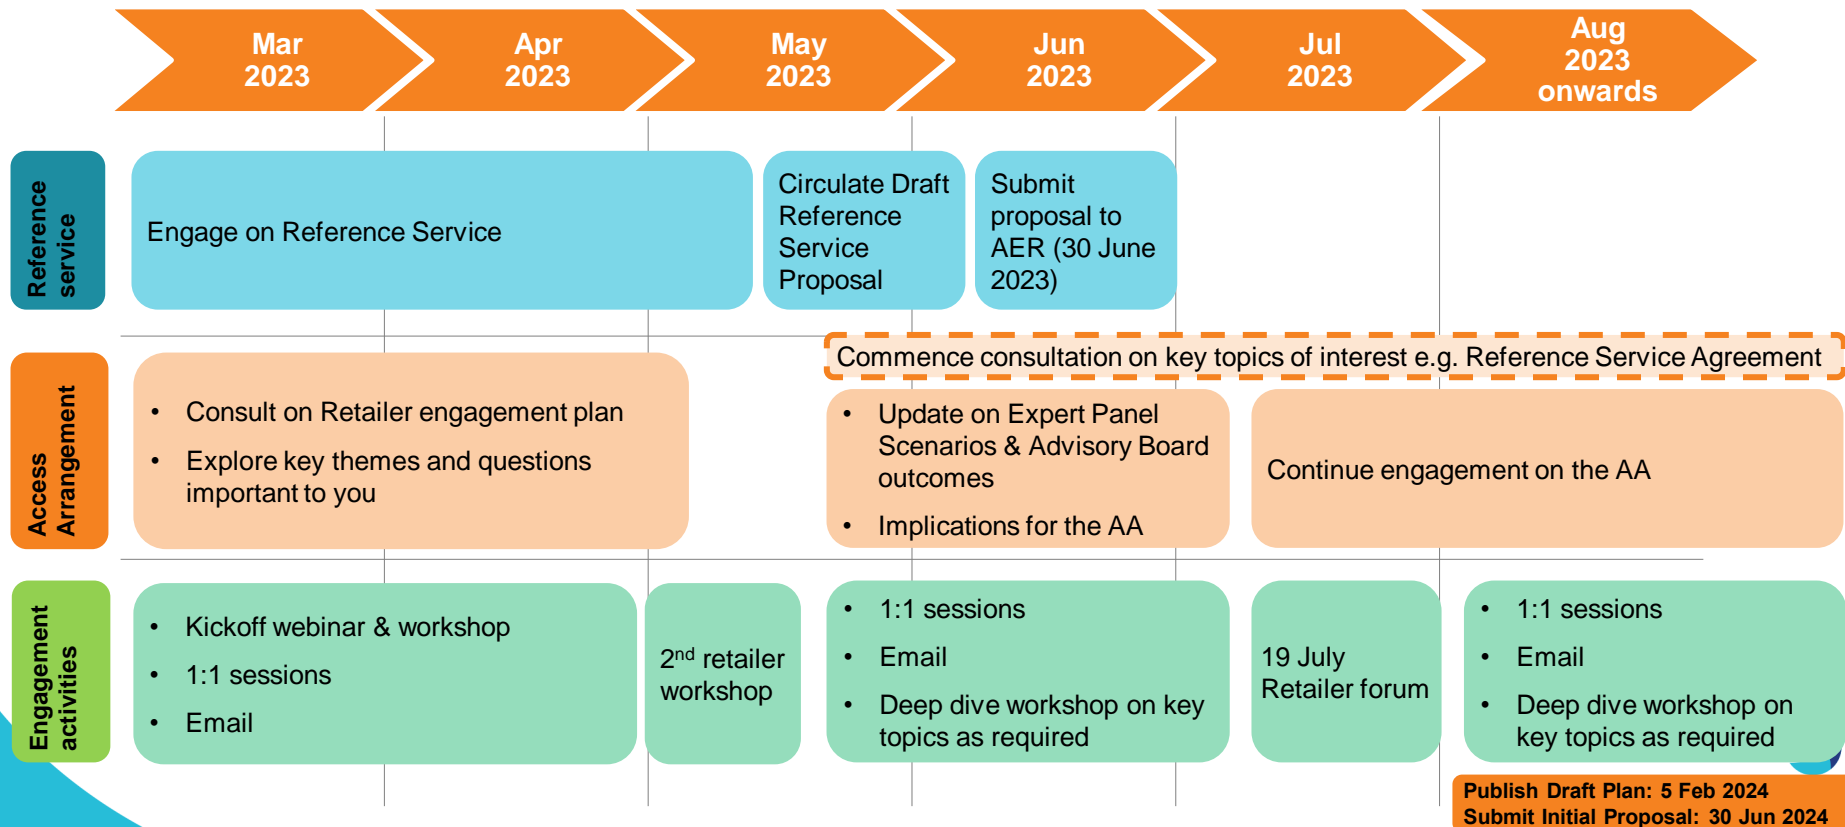 Mar
2023
Apr
2023
May
2023
Jun
2023
Jul
2023
Aug
2023
onwards
Reference
service
Engage on Reference Service
Circulate Draft
Reference
Service
Proposal
Submit
proposal to
AER (30 June
2023)
Commence consultation on key topics of interest e.g. Reference Service Agreement
Access
Arrangement
• Consult on Retailer engagement plan
• Explore key themes and questions
important to you
• Update on Expert Panel
Scenarios & Advisory Board
outcomes
• Implications for the AA
Continue engagement on the AA
Engagement
activities
• Kickoff webinar & workshop
• 1:1 sessions
• Email
2nd retailer
workshop
• 1:1 sessions
• Email
• Deep dive workshop on key
topics as required
19 July
Retailer forum
• 1:1 sessions
• Email
• Deep dive workshop on
key topics as required
Publish Draft Plan: 5 Feb 2024
Submit Initial Proposal: 30 Jun 2024